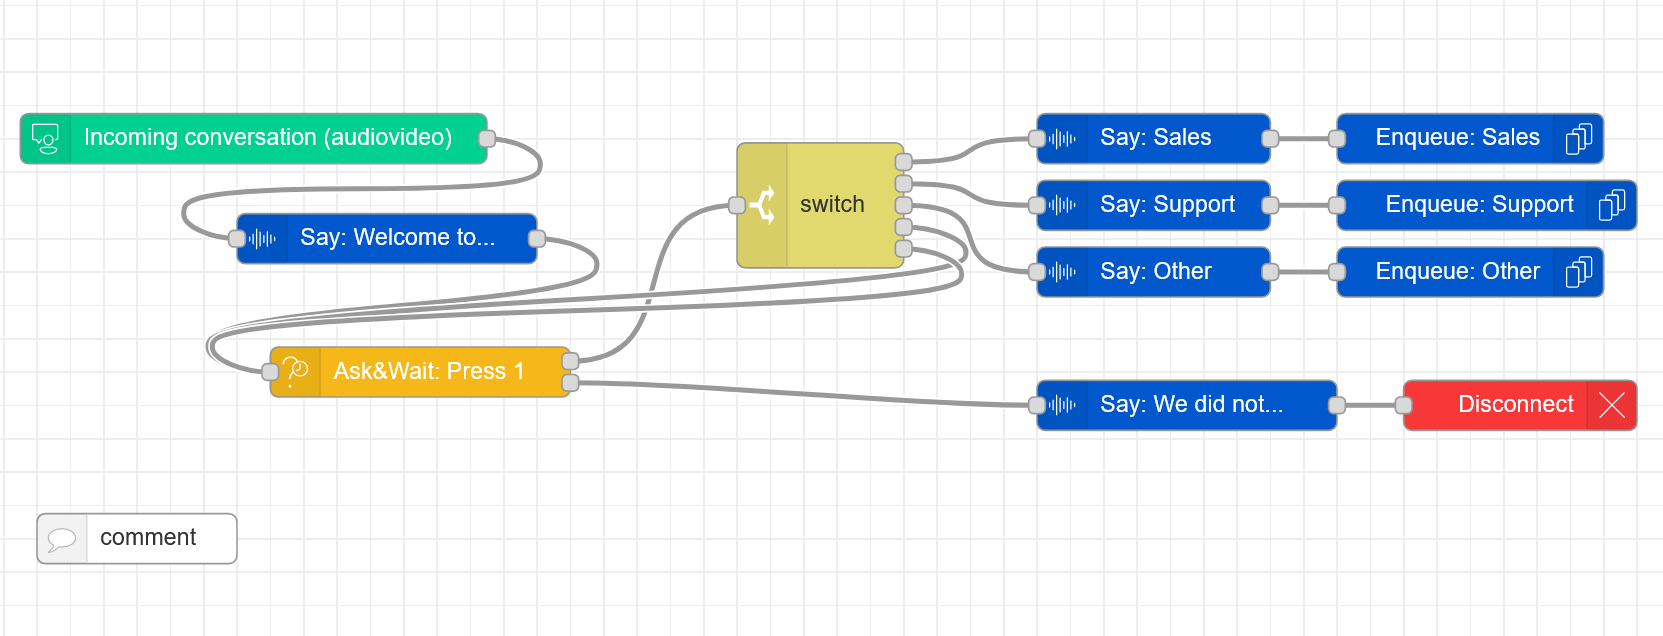 Incoming conversation (audiovideo)
Say: Welcome to...
Ask&Wait: Press 1
switch
Say: Sales
Enqueue: Sales
Say: Support
Enqueue: Support
Say: Other
Enqueue: Other
Say: We did not...
Disconnect
comment